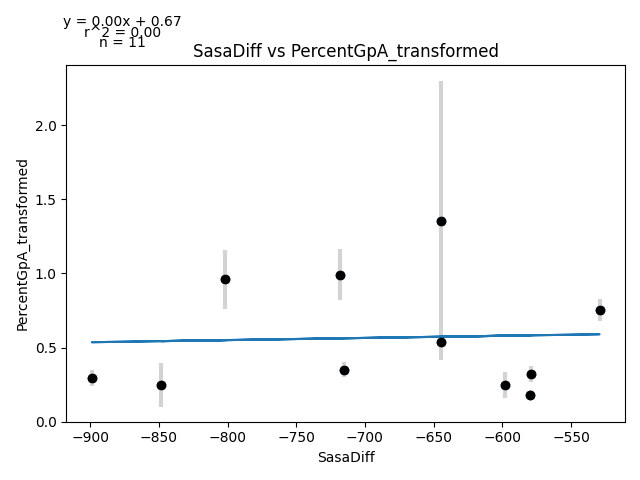 y = 0.00x + 0.67
r^2 = 0.00
n = 11
SasaDiff vs PercentGpA_transformed
PercentGpA_transformed
2.0
1.5
1.0
0.5
0.0
−900
−850
−800
−750
−700
−650
−600
−550
SasaDiff